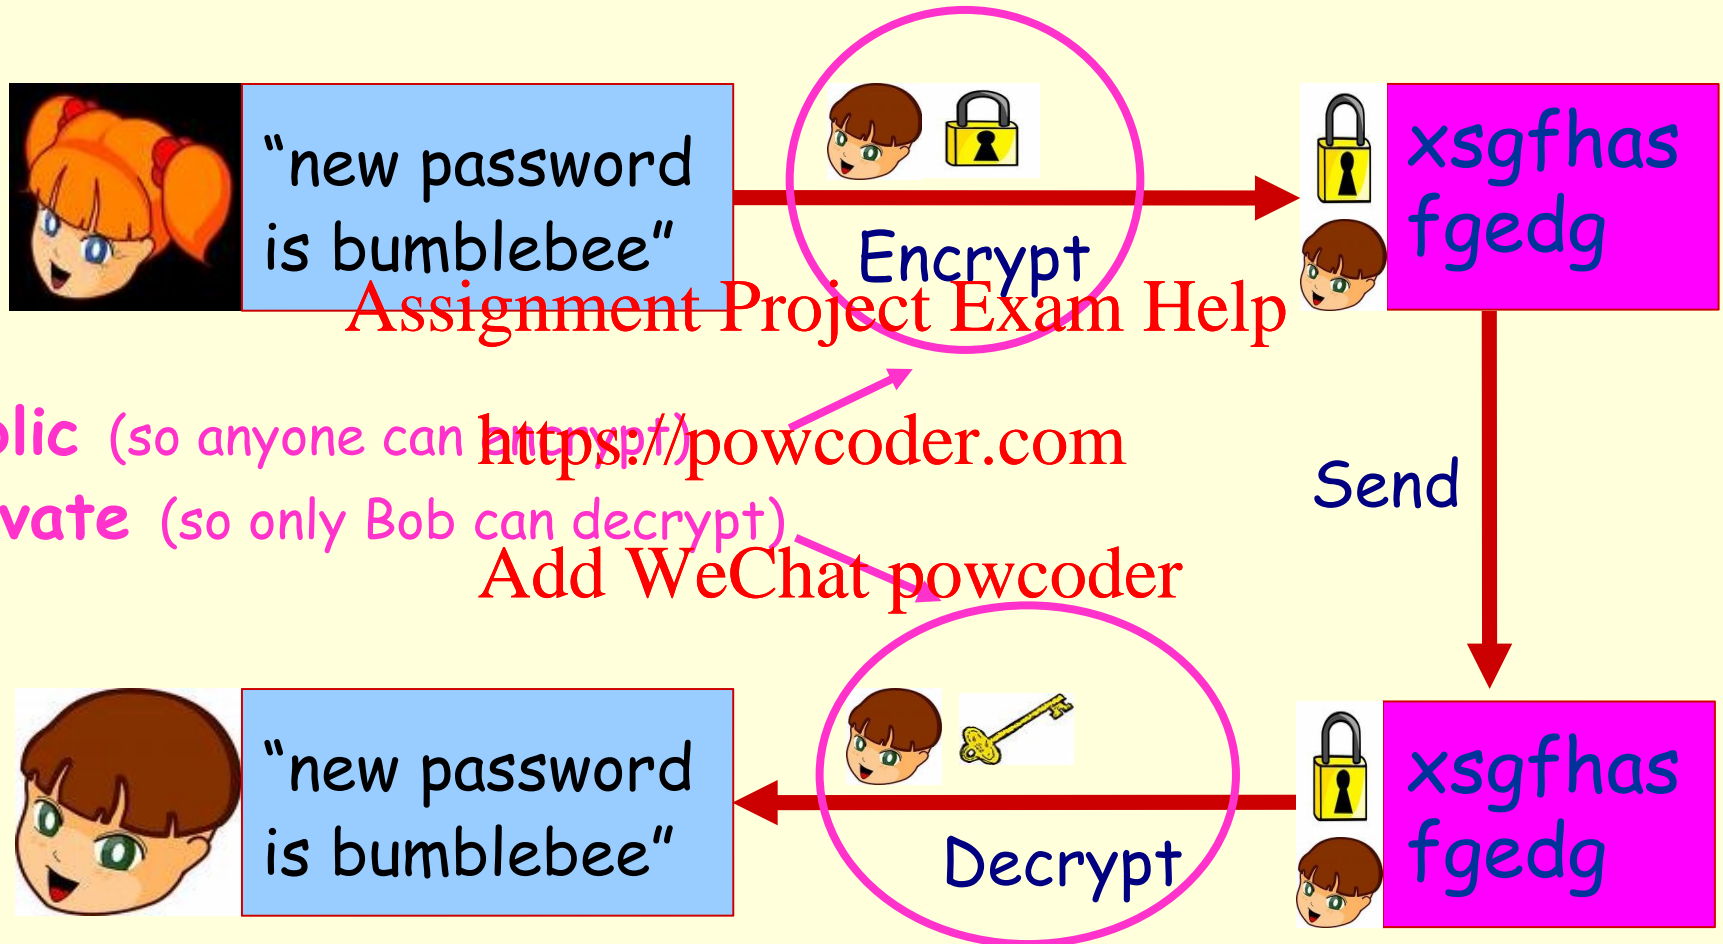 “new password
is bumblebee”
Encrypt
xsgfhas
fgedg
Assignment Project Exam Help
lic (so anyone can encrypt)
https://powcoder.com
vate (so only Bob can decrypt)
Send
Add WeChat powcoder
“new password
is bumblebee”
Decrypt
xsgfhas
fgedg